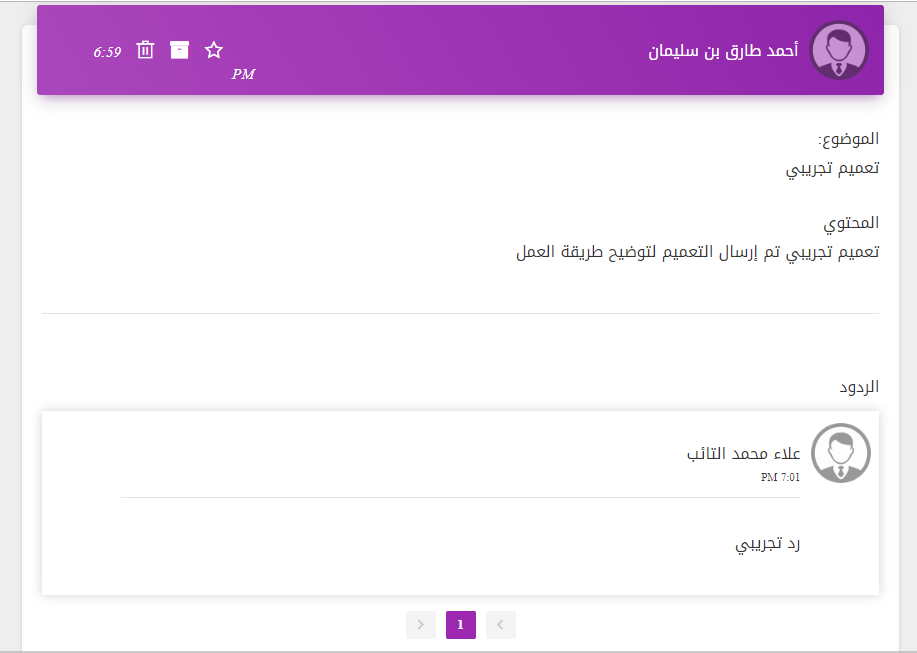 أحمد طارق بن سليمان
6:59
PM
الموضوع:
تعميم تجريبي
المحتوي
تعميم تجريبي تم إرسال التعميم لتوضيح طريقة العمل
الردود
علاء محمد التائب
7:01 PM
رد تجريبي
1